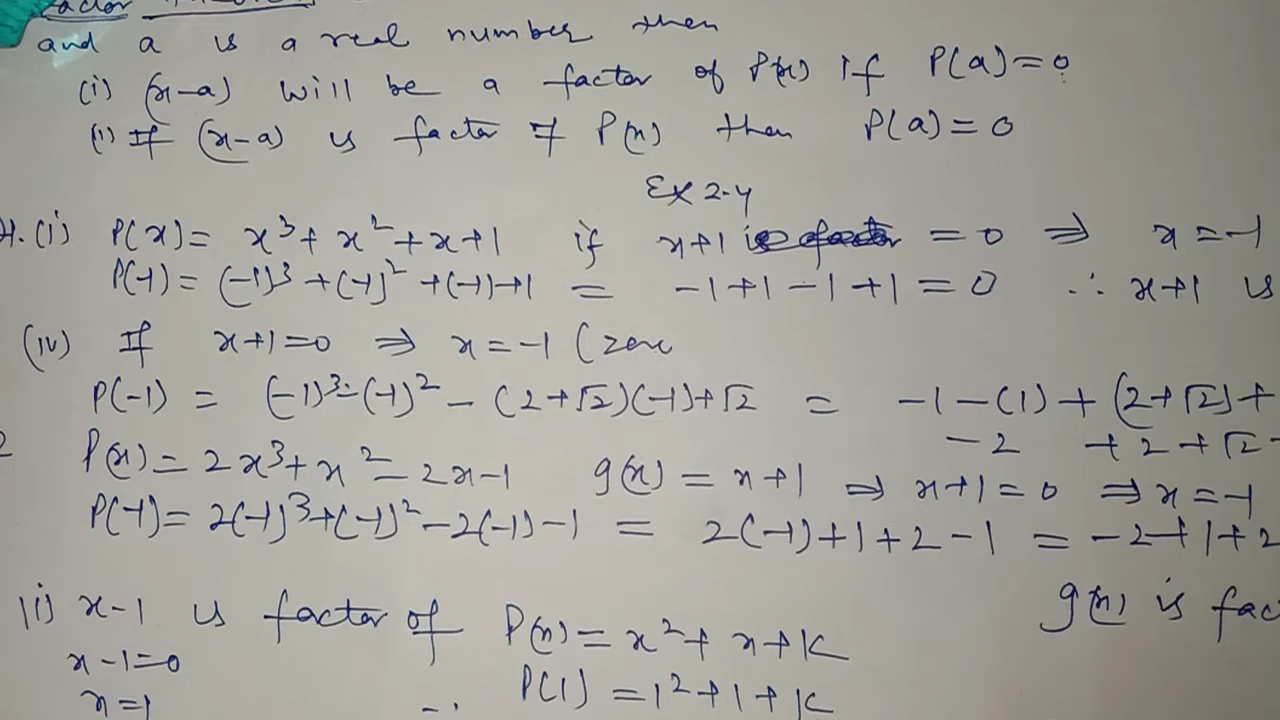 Factor
and a is a real number then
(i) (x-a) will be a factor of P(x) if P(a)=0
(i) If (x-a) is factor of P(x) then P(a)=0
Ex 2.4
(i) P(x)= x³+x²+x+1 if x+1 = 0 ⇒ x=-1
P(-1)= (-1)³+(-1)²+(-1)+1 = -1+1-1+1=0 ∴ x+1 is
(iv) If x+1=0 ⇒ x=-1 (zero
P(-1) = (-1)³-(-1)²-(2+√2)(-1)+√2 = -1-(1)+(2+√2)+
-2 +2+√2-
2 P(x)=2x³+x²-2x-1 g(x)=x+1 ⇒ x+1=0 ⇒ x=-1
P(-1)=2(-1)³+(-1)²-2(-1)-1 = 2(-1)+1+2-1 = -2+1+2
g(x) is fac
x-1 is factor of P(x)=x²+x+K
x-1=0
x=1 ∴ P(1)=1²+1+K